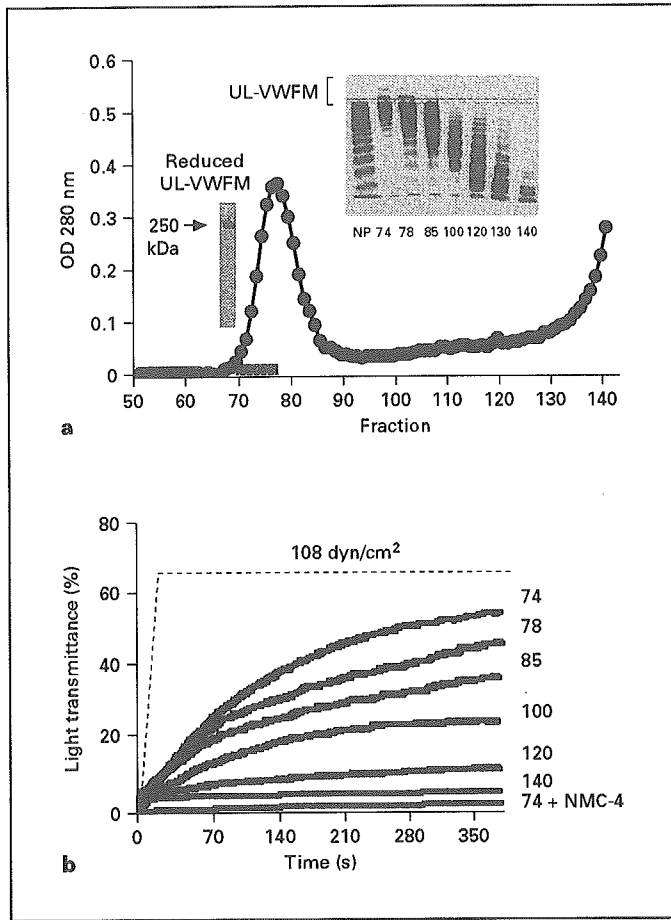 0.6
0.5
0.4
0.3
0.2
0.1
0
OD 280 nm
UL-VWFM
Reduced
UL-VWFM
250
kDa
NP 74 78 85 100 120 130 140
50 60 70 80 90 100 110 120 130 140
Fraction
a
80
60
40
20
0
Light transmittance (%)
108 dyn/cm²
74
78
85
100
120
140
74 + NMC-4
0 70 140 210 280 350
Time (s)
b